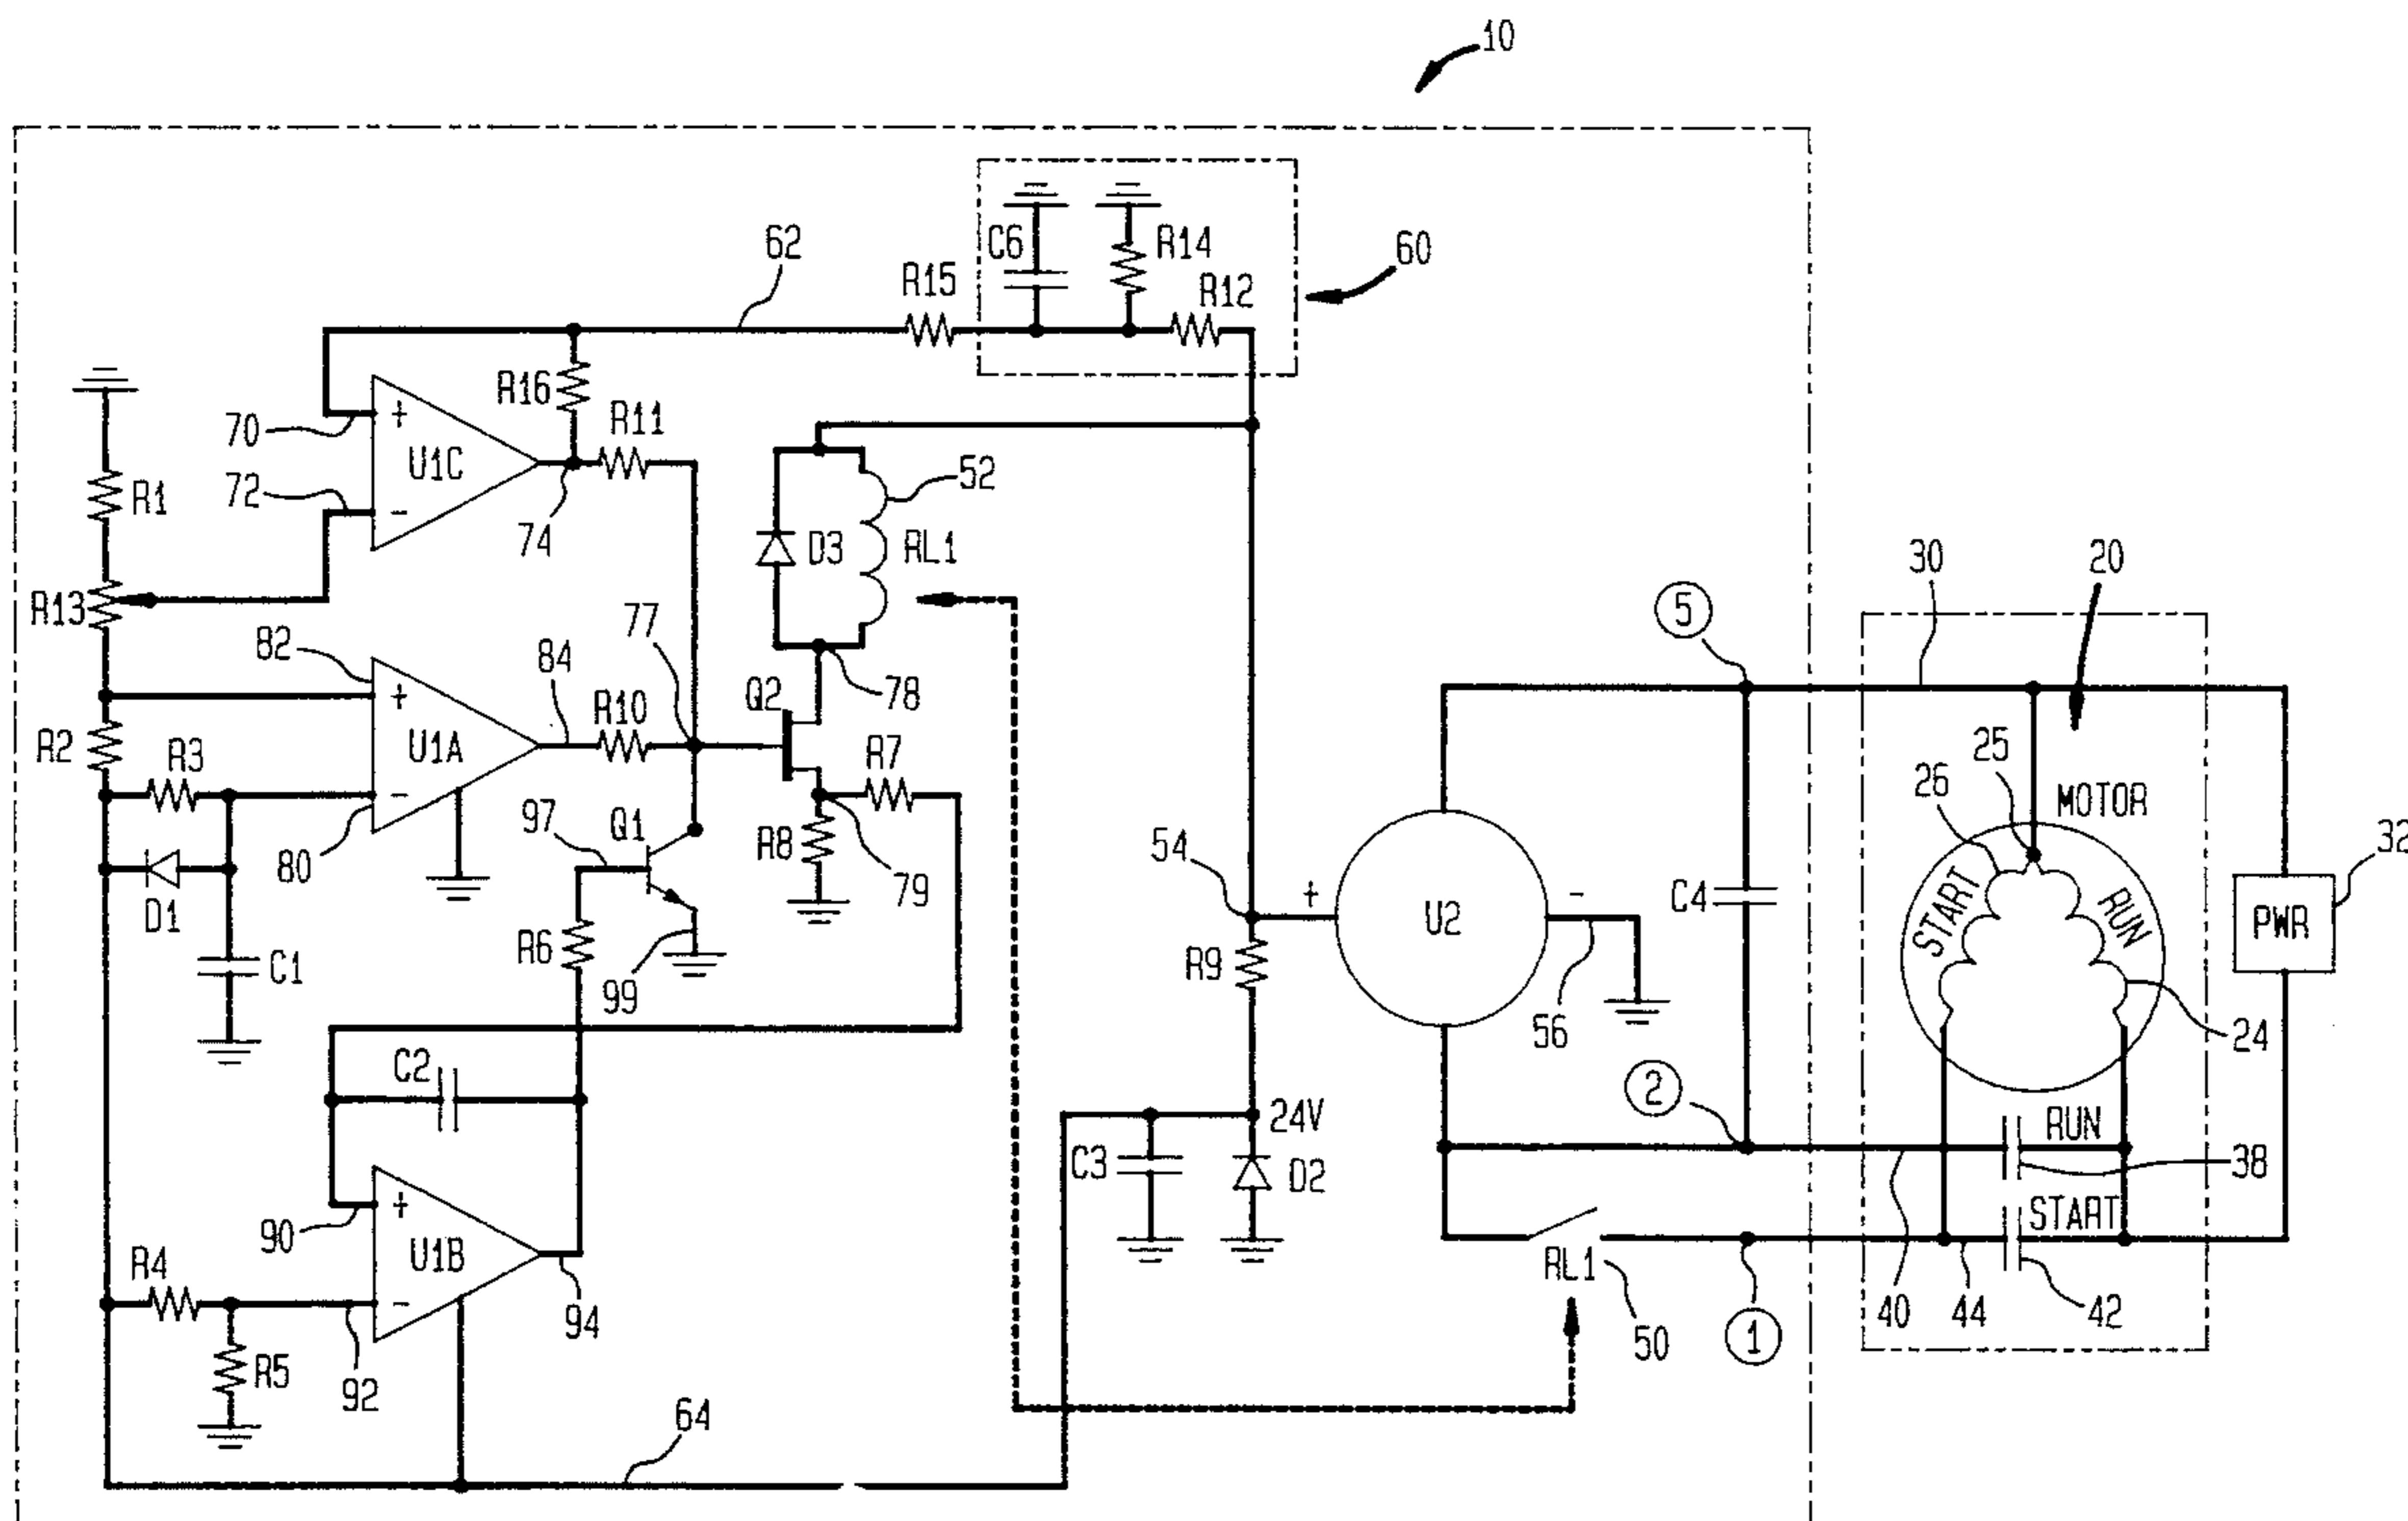 10
60
62
C6
R14
R15
R12
R16
R11
70
+
U1C
72
-
74
52
R1
D3
RL1
R13
77
30
20
5
82
84
78
+
Q2
25
R2
U1A
R10
R7
26
MOTOR
R3
-
97
Q1
R8
79
54
32
80
+
-
C4
START
RUN
PWR
D1
U2
R6
R9
C1
99
56
24
C2
2
24V
RUN
C3
D2
38
90
+
START
U1B
R4
RL1
-
94
50
1
40
44
42
R5
92
64